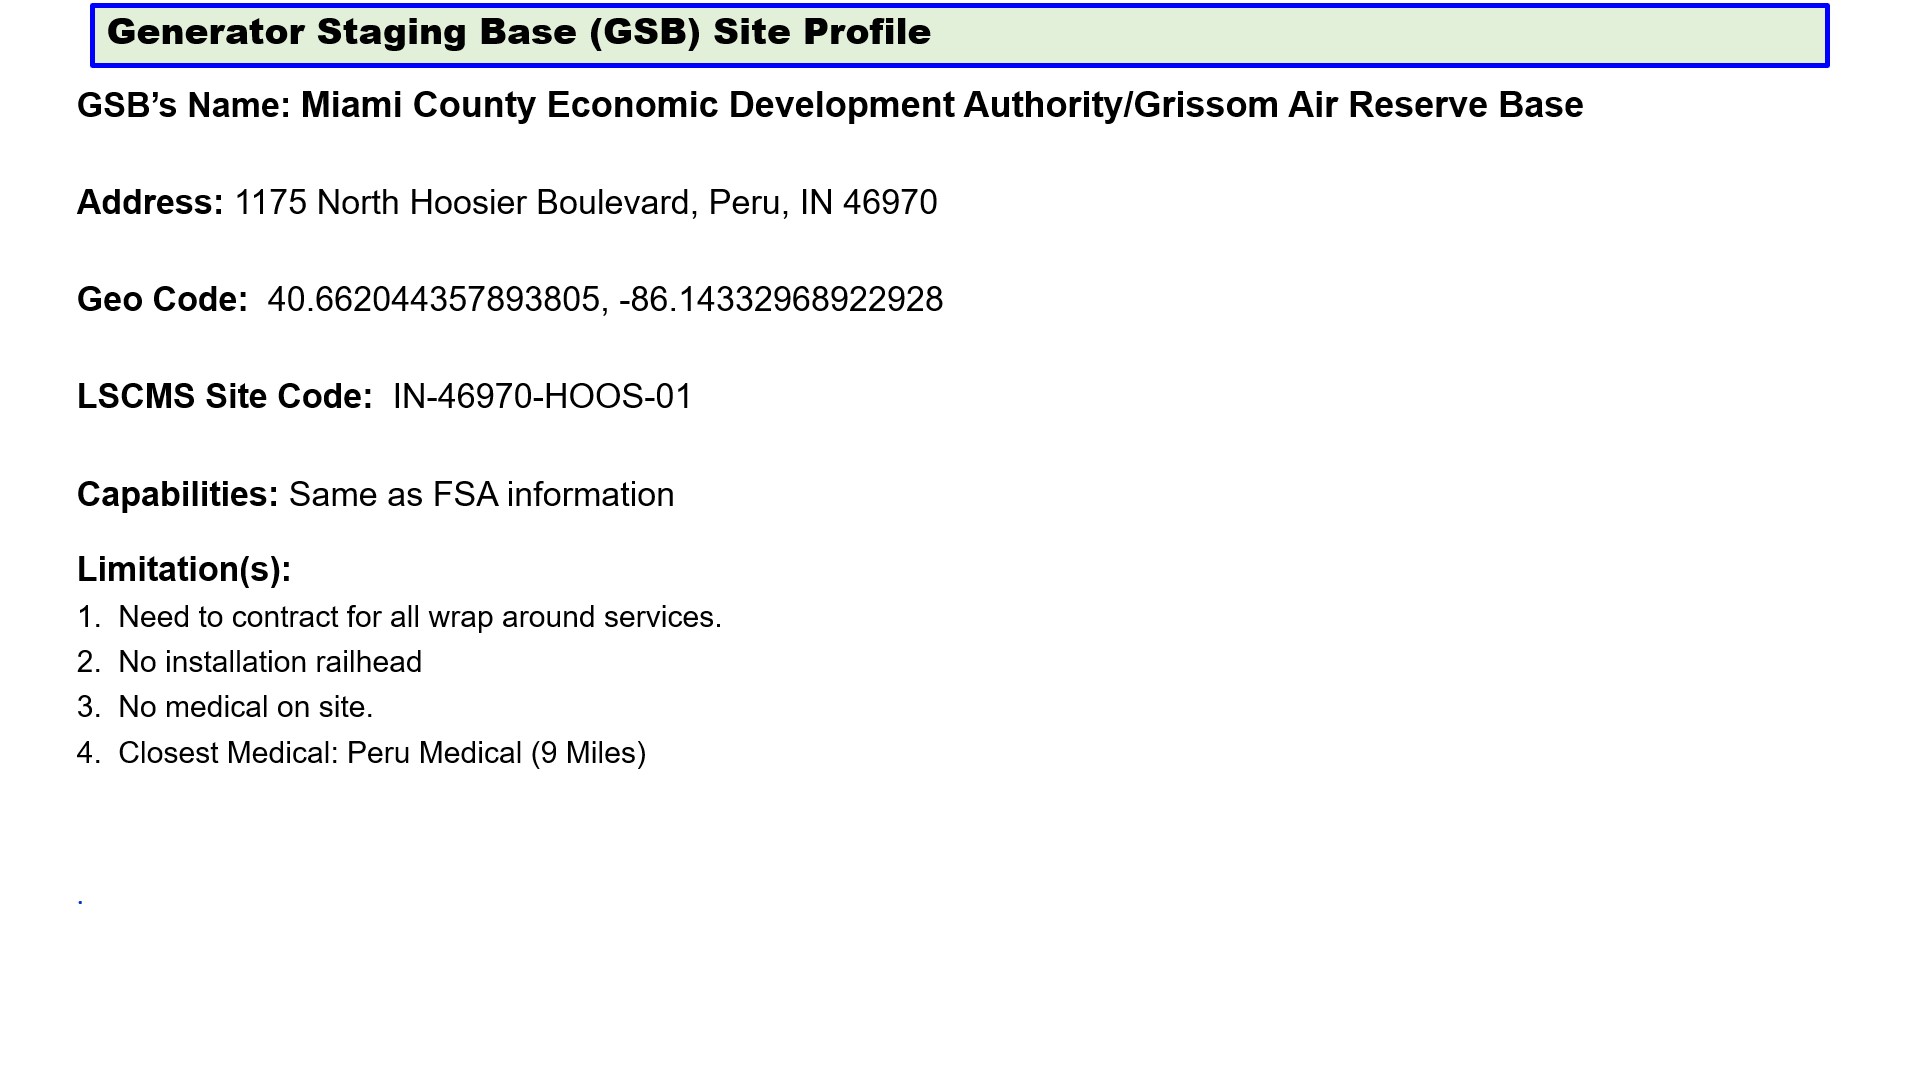 Generator Staging Base (GSB) Site Profile
GSB’s Name: Miami County Economic Development Authority/Grissom Air Reserve Base
Address: 1175 North Hoosier Boulevard, Peru, IN 46970
Geo Code: 40.662044357893805, -86.14332968922928
LSCMS Site Code: IN-46970-HOOS-01
Capabilities: Same as FSA information
Limitation(s):
1. Need to contract for all wrap around services.
2. No installation railhead
3. No medical on site.
4. Closest Medical: Peru Medical (9 Miles)
.